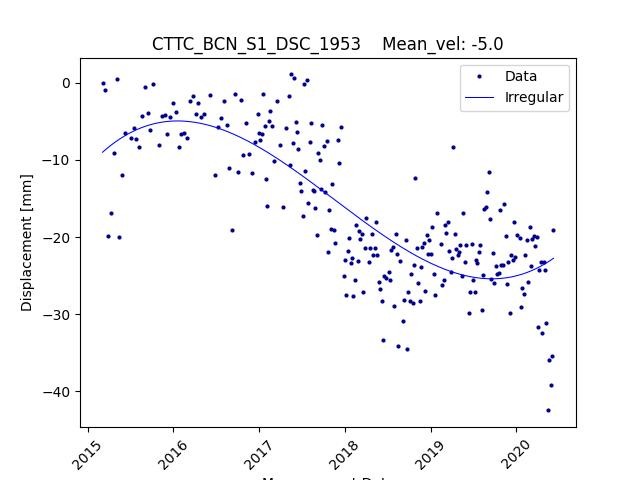 CTTC_BCN_S1_DSC_1953    Mean_vel: -5.0
Data
Irregular
0
−10
−20
−30
−40
Displacement [mm]
2015
2016
2017
2018
2019
2020